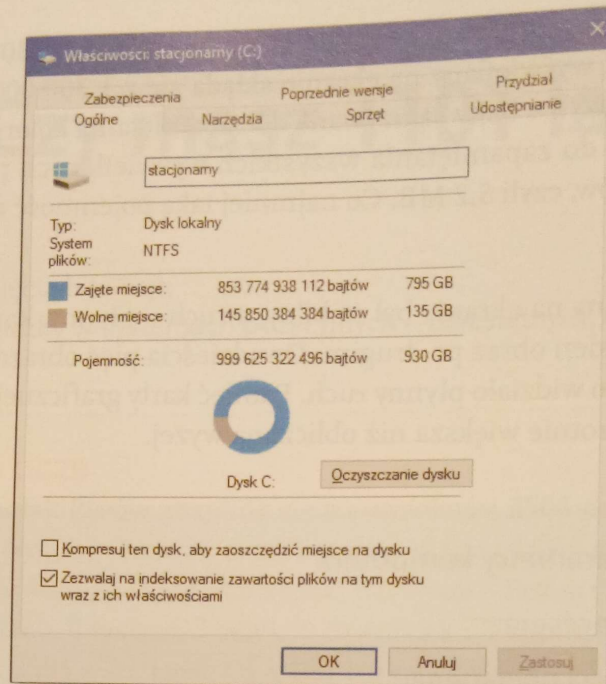 Właściwości: stacjonarny (C:)
Zabezpieczenia Poprzednie wersje Przydział
Ogólne Narzędzia Sprzęt Udostępnianie
stacjonarny
Typ: Dysk lokalny
System plików: NTFS
Zajęte miejsce: 853 774 938 112 bajtów 795 GB
Wolne miejsce: 145 850 384 384 bajtów 135 GB
Pojemność: 999 625 322 496 bajtów 930 GB
Dysk C: Oczyszczanie dysku
Kompresuj ten dysk, aby zaoszczędzić miejsce na dysku
Zezwalaj na indeksowanie zawartości plików na tym dysku
wraz z ich właściwościami
OK Anuluj Zastosuj